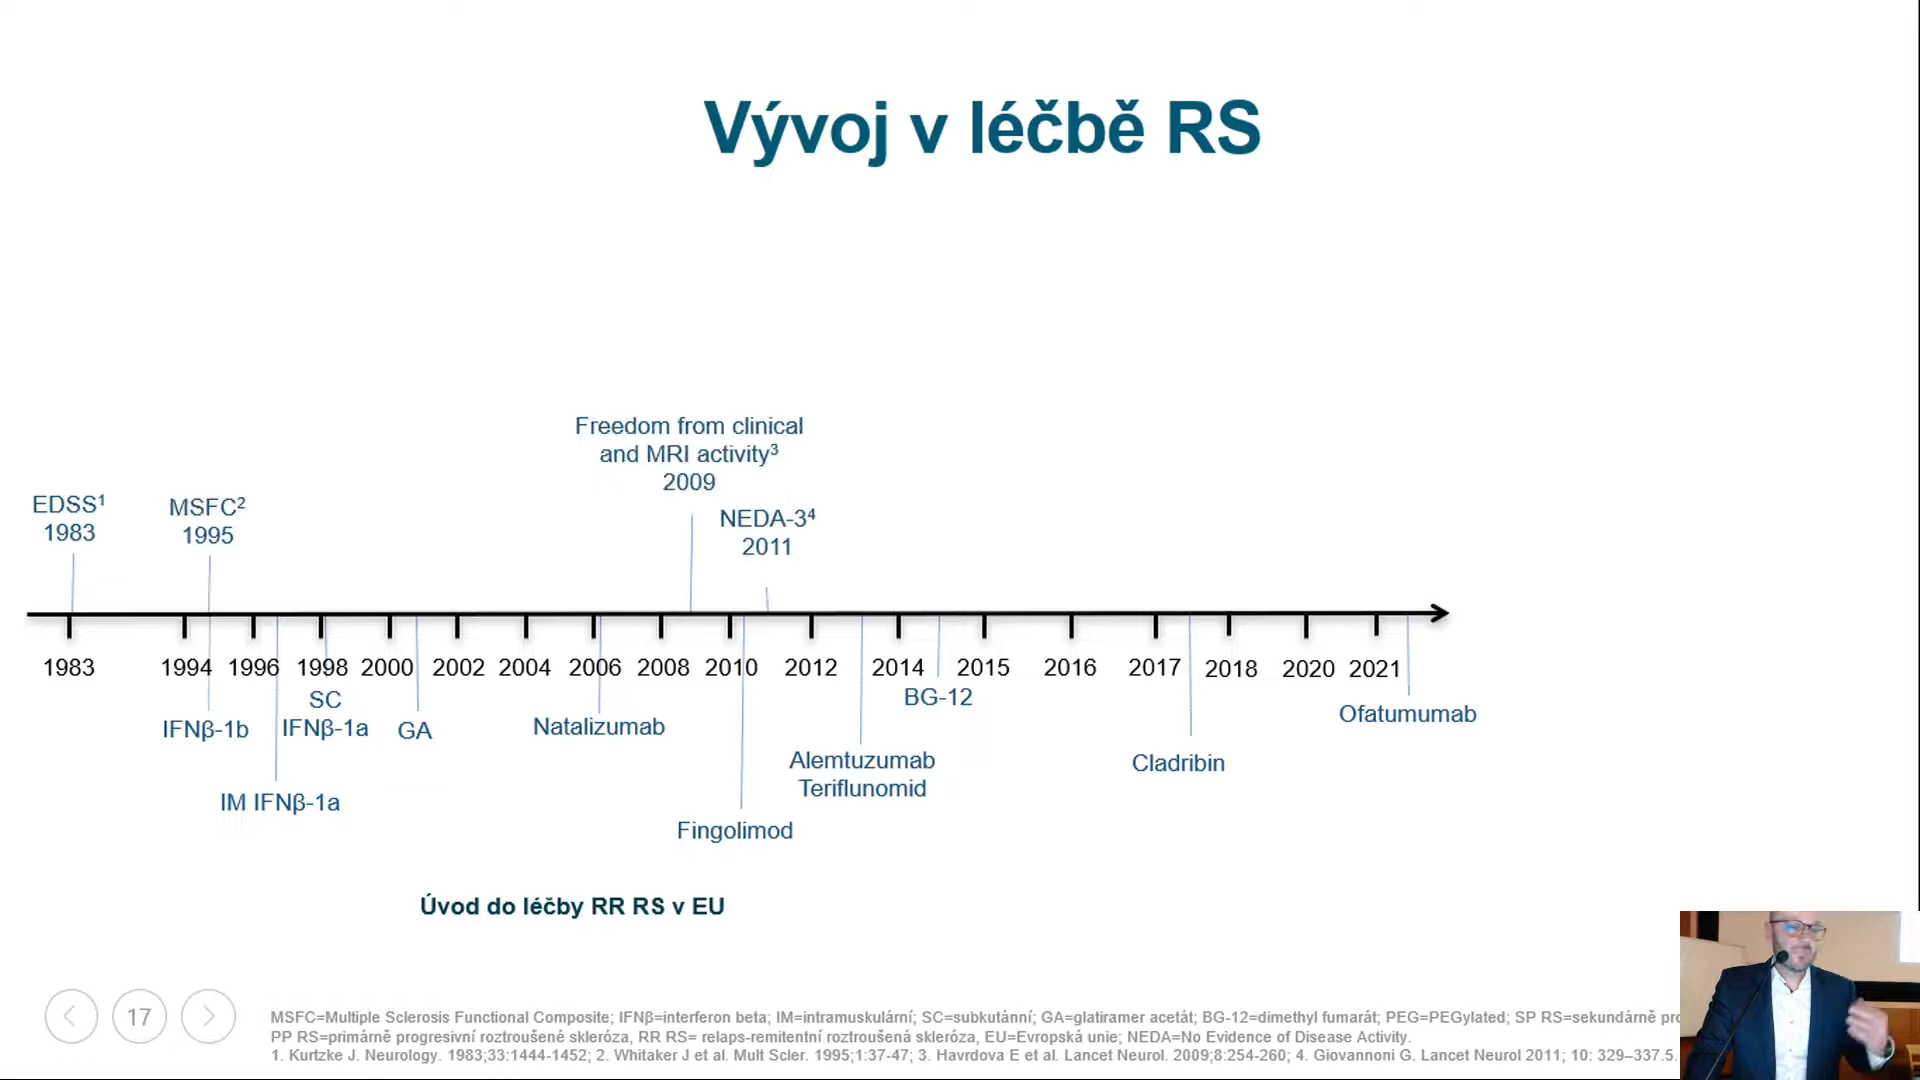 Vývoj v léčbě RS
Freedom from clinical
and MRI activity³
2009
EDSS¹
1983
MSFC²
1995
NEDA-3⁴
2011
1983 1994 1996 1998 2000 2002 2004 2006 2008 2010 2012 2014 2015 2016 2017 2018 2020 2021
SC
IFNβ-1a
IFNβ-1b
GA
IM IFNβ-1a
Natalizumab
Fingolimod
Alemtuzumab
Teriflunomid
BG-12
Cladribin
Ofatumumab
Úvod do léčby RR RS v EU
17
MSFC=Multiple Sclerosis Functional Composite; IFNβ=interferon beta; IM=intramuskulární; SC=subkutánní; GA=glatiramer acetát; BG-12=dimethyl fumarát; PEG=PEGylated; SP RS=sekundárně
PP RS=primárně progresivní roztroušené skleróza, RR RS= relaps-remitentní roztroušená skleróza, EU=Evropská unie; NEDA=No Evidence of Disease Activity.
1. Kurtzke J. Neurology. 1983;33:1444-1452; 2. Whitaker J et al. Mult Scler. 1995;1:37-47; 3. Havrdova E et al. Lancet Neurol. 2009;8:254-260; 4. Giovannoni G. Lancet Neurol 2011; 10: 329–337.5.